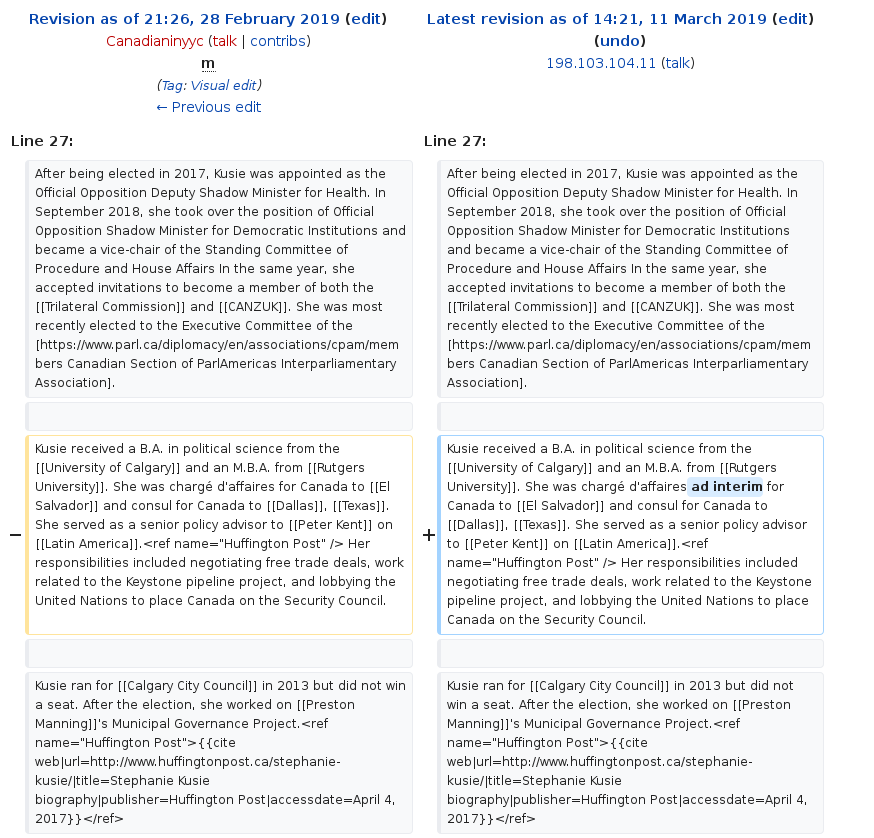 Revision as of 21:26, 28 February 2019 (edit)
Canadianinyyc (talk | contribs)
m
(Tag: Visual edit)
← Previous edit
Latest revision as of 14:21, 11 March 2019 (edit)
(undo)
198.103.104.11 (talk)
Line 27:
Line 27:
After being elected in 2017, Kusie was appointed as the
Official Opposition Deputy Shadow Minister for Health. In
September 2018, she took over the position of Official
Opposition Shadow Minister for Democratic Institutions and
became a vice-chair of the Standing Committee of
Procedure and House Affairs In the same year, she
accepted invitations to become a member of both the
[[Trilateral Commission]] and [[CANZUK]]. She was most
recently elected to the Executive Committee of the
[https://www.parl.ca/diplomacy/en/associations/cpam/mem
bers Canadian Section of ParlAmericas Interparliamentary
Association].
After being elected in 2017, Kusie was appointed as the
Official Opposition Deputy Shadow Minister for Health. In
September 2018, she took over the position of Official
Opposition Shadow Minister for Democratic Institutions
and became a vice-chair of the Standing Committee of
Procedure and House Affairs In the same year, she
accepted invitations to become a member of both the
[[Trilateral Commission]] and [[CANZUK]]. She was most
recently elected to the Executive Committee of the
[https://www.parl.ca/diplomacy/en/associations/cpam/mem
bers Canadian Section of ParlAmericas Interparliamentary
Association].
−
Kusie received a B.A. in political science from the
[[University of Calgary]] and an M.B.A. from [[Rutgers
University]]. She was chargé d'affaires for Canada to [[El
Salvador]] and consul for Canada to [[Dallas]], [[Texas]].
She served as a senior policy advisor to [[Peter Kent]] on
[[Latin America]].<ref name="Huffington Post" /> Her
responsibilities included negotiating free trade deals, work
related to the Keystone pipeline project, and lobbying the
United Nations to place Canada on the Security Council.
+
Kusie received a B.A. in political science from the
[[University of Calgary]] and an M.B.A. from [[Rutgers
University]]. She was chargé d'affaires ad interim for
Canada to [[El Salvador]] and consul for Canada to
[[Dallas]], [[Texas]]. She served as a senior policy advisor
to [[Peter Kent]] on [[Latin America]].<ref
name="Huffington Post" /> Her responsibilities included
negotiating free trade deals, work related to the Keystone
pipeline project, and lobbying the United Nations to place
Canada on the Security Council.
Kusie ran for [[Calgary City Council]] in 2013 but did not win
a seat. After the election, she worked on [[Preston
Manning]]'s Municipal Governance Project.<ref
name="Huffington Post">{{cite
web|url=http://www.huffingtonpost.ca/stephanie-
kusie/|title=Stephanie Kusie
biography|publisher=Huffington Post|accessdate=April 4,
2017}}</ref>
Kusie ran for [[Calgary City Council]] in 2013 but did not
win a seat. After the election, she worked on [[Preston
Manning]]'s Municipal Governance Project.<ref
name="Huffington Post">{{cite
web|url=http://www.huffingtonpost.ca/stephanie-
kusie/|title=Stephanie Kusie
biography|publisher=Huffington Post|accessdate=April 4,
2017}}</ref>